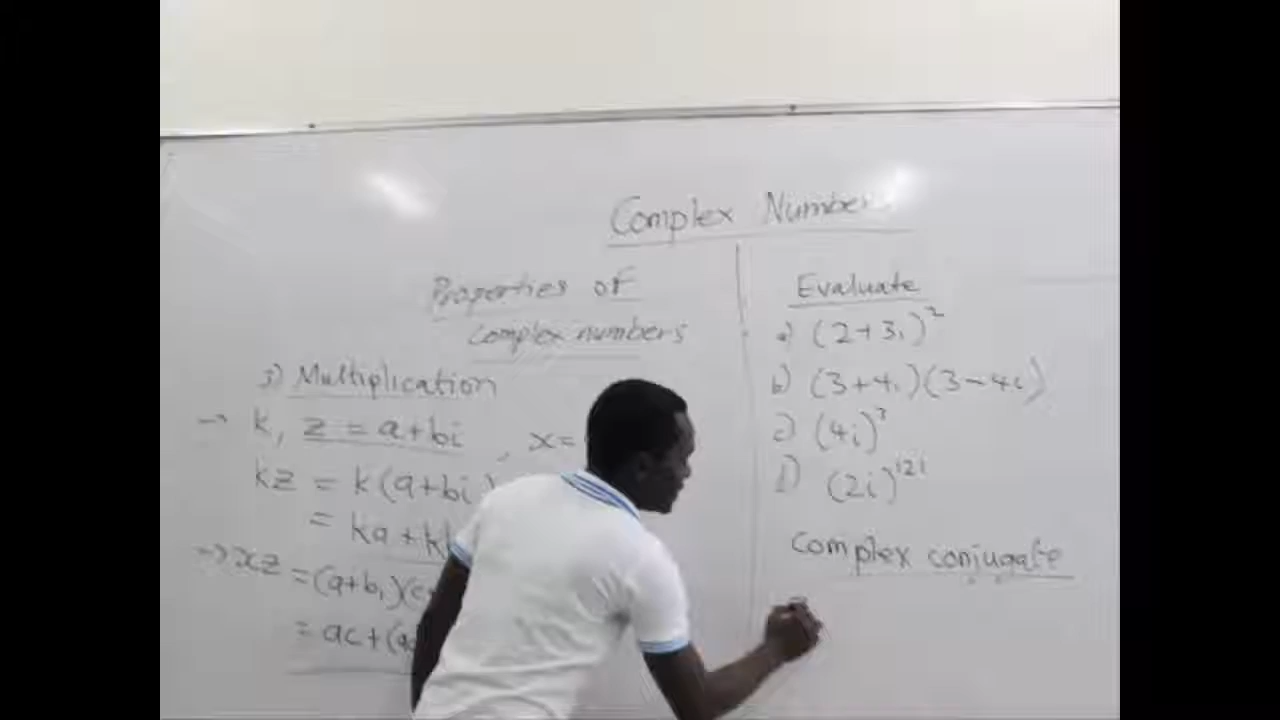 Complex Numbers
Properties of
complex numbers
3) Multiplication
→ k, z = a+bi , x=
kz = k(a+bi)
= ka + kb
→ xz = (a+bi)(c
= ac+(a
Evaluate
a) (2+3i)²
b) (3+4i)(3-4i)
c) (4i)³
d) (2i)¹²¹
Complex conjugate